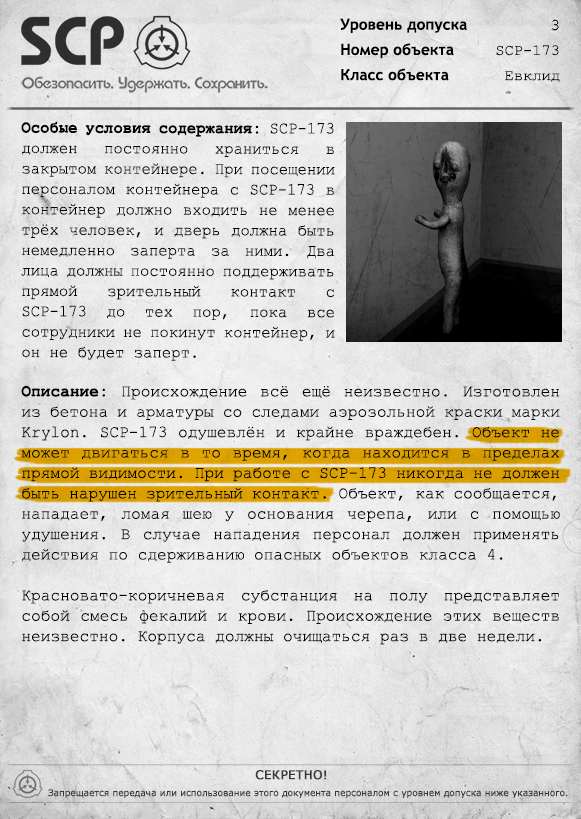 SCP
Обезопасить. Удержать. Сохранить.
Уровень допуска 3
Номер объекта SCP-173
Класс объекта Евклид
Особые условия содержания: SCP-173
должен постоянно храниться в
закрытом контейнере. При посещении
персоналом контейнера с SCP-173 в
контейнер должно входить не менее
трёх человек, и дверь должна быть
немедленно заперта за ними. Два
лица должны постоянно поддерживать
прямой зрительный контакт с
SCP-173 до тех пор, пока все
сотрудники не покинут контейнер, и
он не будет заперт.
Описание: Происхождение всё ещё неизвестно. Изготовлен
из бетона и арматуры со следами аэрозольной краски марки
Krylon. SCP-173 одушевлён и крайне враждебен. Объект не
может двигаться в то время, когда находится в пределах
прямой видимости. При работе с SCP-173 никогда не должен
быть нарушен зрительный контакт. Объект, как сообщается,
нападает, ломая шею у основания черепа, или с помощью
удушения. В случае нападения персонал должен применять
действия по сдерживанию опасных объектов класса 4.
Красновато-коричневая субстанция на полу представляет
собой смесь фекалий и крови. Происхождение этих веществ
неизвестно. Корпуса должны очищаться раз в две недели.
СЕКРЕТНО!
Запрещается передача или использование этого документа персоналом с уровнем допуска ниже указанного.